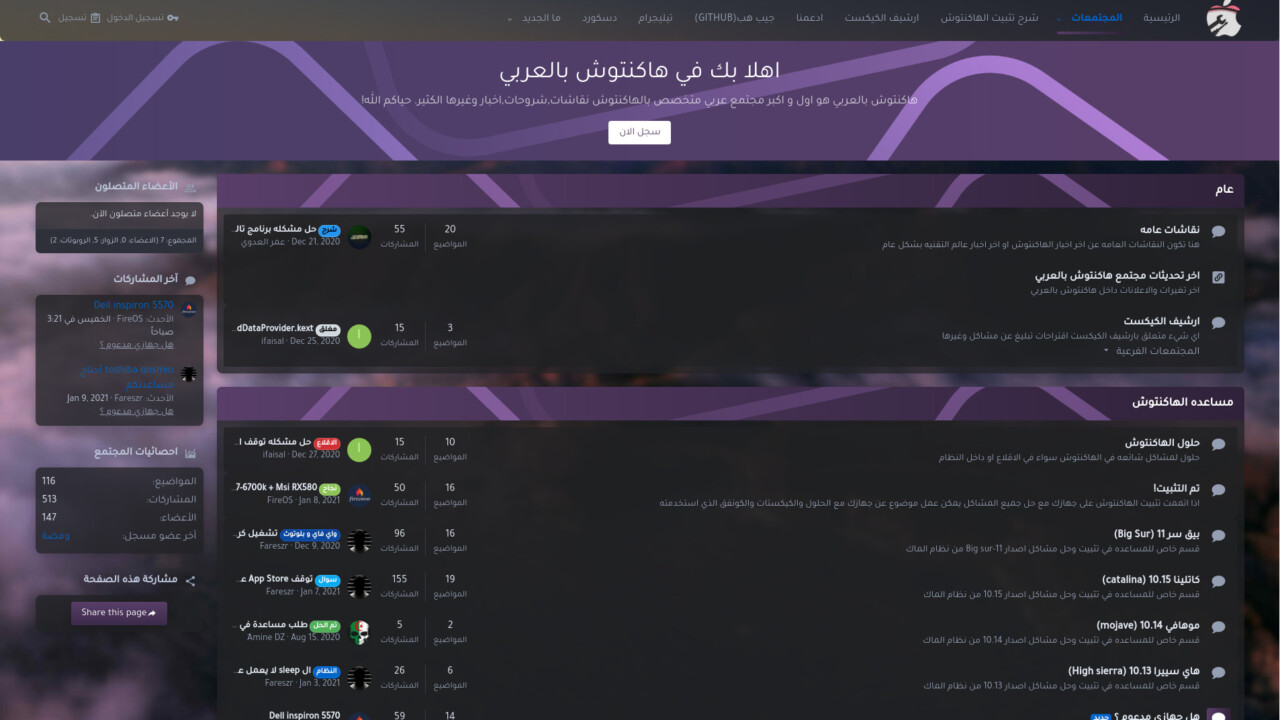 الرئيسية
المجتمعات
شرح تثبيت الهاكنتوش
ارشيف الكيكست
ادعمنا
جيب هب(GITHUB)
تيليجرام
دسكورد
ما الجديد
تسجيل الدخول
تسجيل
اهلا بك في هاكنتوش بالعربي
هاكنتوش بالعربي هو اول و اكبر مجتمع عربي متخصص بالهاكنتوش نقاشات,شروحات,اخبار وغيرها الكثير. حياكم الله!
سجل الان
عام
نقاشات عامه
هنا تكون النقاشات العامه عن اخر اخبار الهاكنتوش او اخر اخبار عالم التقنيه بشكل عام
20
المواضيع
55
المشاركات
شرح حل مشكله برنامج تال...
Dec 21, 2020 · عمر العدوي
اخر تحديثات مجتمع هاكنتوش بالعربي
اخر تغيرات والاعلانات داخل هاكنتوش بالعربي
ارشيف الكيكست
اي شيء متعلق بارشيف الكيكست اقتراحات تبليغ عن مشاكل وغيرها
المجتمعات الفرعية
3
المواضيع
15
المشاركات
مغلق dDataProvider.kext...
ifaisal · Dec 25, 2020
مساعده الهاكنتوش
حلول الهاكنتوش
حلول لمشاكل شائعه في الهاكنتوش سواء في الاقلاع او داخل النظام
10
المواضيع
15
المشاركات
الاقلاع حل مشكله توقف ا...
ifaisal · Dec 27, 2020
تم التثبيت!
اذا اتممت تثبيت الهاكنتوش على جهازك مع حل جميع المشاكل يمكن عمل موضوع عن جهازك مع الحلول والكيكستات والكونفق الذي استخدمته
16
المواضيع
50
المشاركات
نجاح 7-6700k + Msi RX580
FireOS · Jan 8, 2021
بيق سر 11 (Big Sur)
قسم خاص للمساعده في تثبيت وحل مشاكل اصدار Big sur-11 من نظام الماك
16
المواضيع
96
المشاركات
واي فاي و بلوتوث تشغيل كر...
Fareszr · Dec 9, 2020
كاتلينا 10.15 (catalina)
قسم خاص للمساعده في تثبيت وحل مشاكل اصدار 10.15 من نظام الماك
19
المواضيع
155
المشاركات
سوال توقف App Store ع...
Fareszr · Jan 7, 2021
موهافي 10.14 (mojave)
قسم خاص للمساعده في تثبيت وحل مشاكل اصدار 10.14 من نظام الماك
2
المواضيع
5
المشاركات
تم الحل طلب مساعدة في ...
Amine DZ · Aug 15, 2020
هاي سييرا 10.13 (High sierra)
قسم خاص للمساعده في تثبيت وحل مشاكل اصدار 10.13 من نظام الماك
6
المواضيع
26
المشاركات
النظام ال sleep لا يعمل ع...
Fareszr · Jan 3, 2021
هل جهازي مدعوم ؟ جديد
14
59
Dell inspiron 5570
الأعضاء المتصلون
لا يوجد أعضاء متصلون الآن.
المجموع: 7 (الاعضاء: 0, الزوار: 5, الروبوتات: 2)
آخر المشاركات
Dell inspiron 5570
الأحدث: FireOS · الخميس في 3:21
صباحاً
هل جهازي مدعوم ؟
مساعدتكم
الأحدث: Fareszr · Jan 9, 2021
هل جهازي مدعوم ؟
احصائيات المجتمع
المواضيع: 116
المشاركات: 513
الأعضاء: 147
آخر عضو مسجل: ومضة
مشاركة هذه الصفحة
Share this page